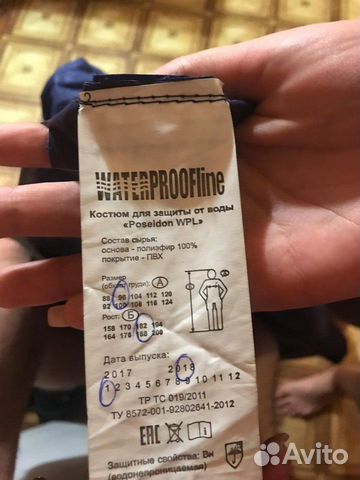 WATERPROOFline
Костюм для защиты от воды
«Poseidon WPL»
Состав сырья:
основа - полиэфир 100%
покрытие - ПВХ
Размер
(обхват груди): А
88 96 104 112 120
92 100 108 116 124
Рост: Б
158 170 182 194
164 176 188 200
Дата выпуска:
2017 2018
1 2 3 4 5 6 7 8 9 10 11 12
ТР ТС 019/2011
ТУ 8572-001-92802641-2012
EAC
Защитные свойства: Вн
(водонепроницаемая)
Avito